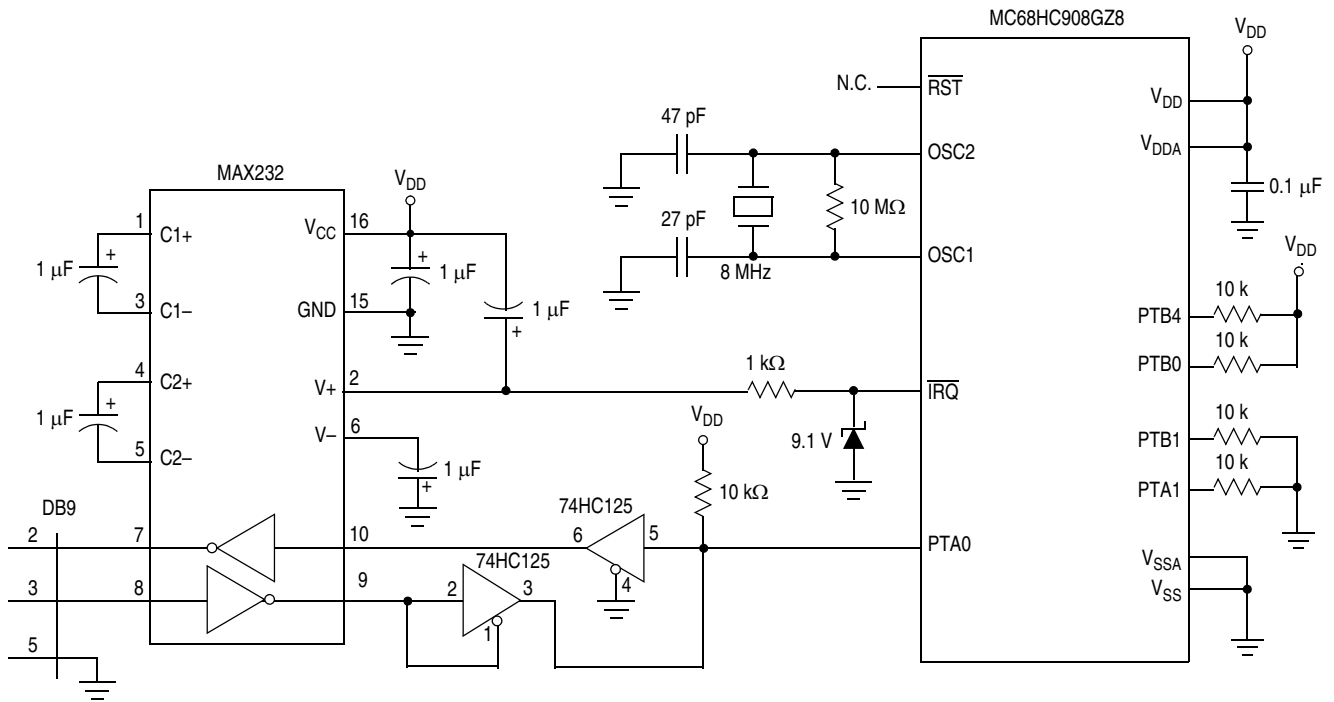 MC68HC908GZ8
VDD
N.C.
RST
VDD
47 pF
VDDA
OSC2
MAX232
0.1 µF
VDD
10 MΩ
1
C1+
VCC
16
27 pF
VDD
1 µF
+
+
1 µF
8 MHz
OSC1
10 k
3
C1–
GND
15
1 µF
+
PTB4
10 k
4
C2+
1 kΩ
PTB0
V+
2
IRQ
1 µF
+
VDD
10 k
V–
6
9.1 V
PTB1
5
C2–
1 µF
+
10 k
10 kΩ
PTA1
DB9
74HC125
2
7
10
6
5
PTA0
4
VSSA
74HC125
3
8
9
2
3
VSS
1
5